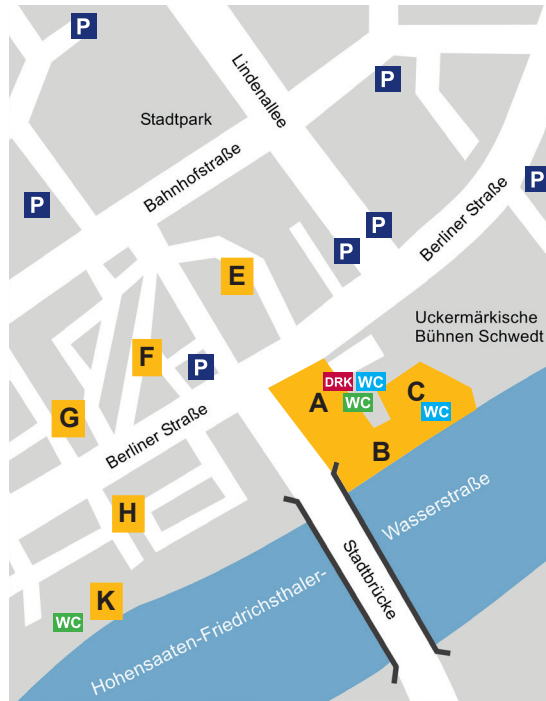 P
Lindenallee
P
Stadtpark
Bahnhofstraße
P
P
Berliner Straße
P
P
E
Uckermärkische
Bühnen Schwedt
F
P
DRK
WC
A
WC
C
WC
G
Berliner Straße
B
H
Wasserstraße
Stadtbrücke
K
WC
Hohensaaten-Friedrichsthaler-